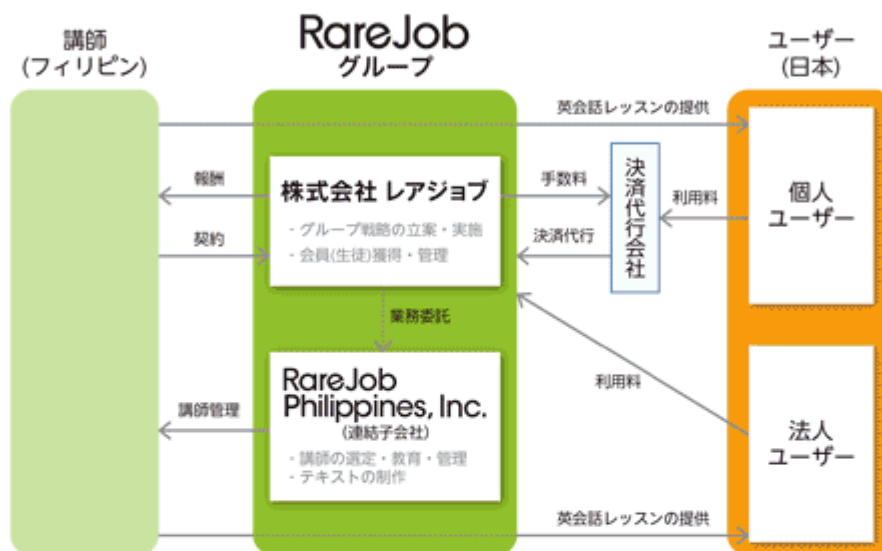 講師
(フィリピン)
RareJob
グループ
ユーザー
(日本)
英会話レッスンの提供
報酬
株式会社 レアジョブ
・グループ戦略の立案・実施
・会員(生徒)獲得・管理
契約
手数料
決済代行
決済代行会社
利用料
個人
ユーザー
業務委託
利用料
RareJob
Philippines, Inc.
(連結子会社)
・講師の選定・教育・管理
・テキストの制作
講師管理
法人
ユーザー
英会話レッスンの提供